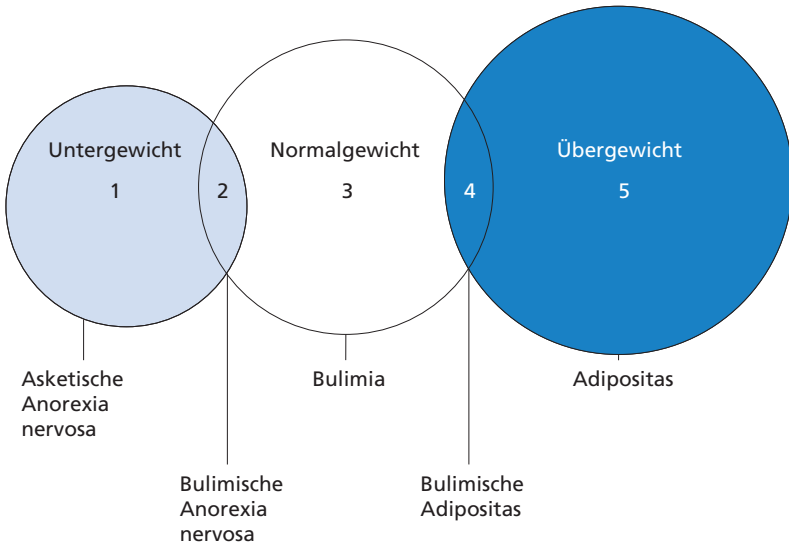 Untergewicht
Normalgewicht
Übergewicht
1
2
3
4
5
Asketische
Anorexia
nervosa
Bulimia
Adipositas
Bulimische
Anorexia
nervosa
Bulimische
Adipositas